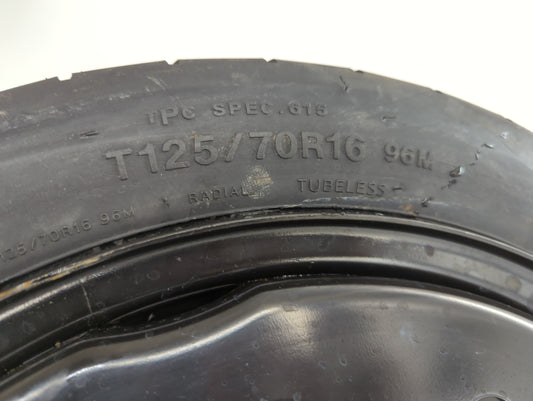 TPC SPEC.615
T125/70R16 96M
RADIAL TUBELESS
125/70R16 96M